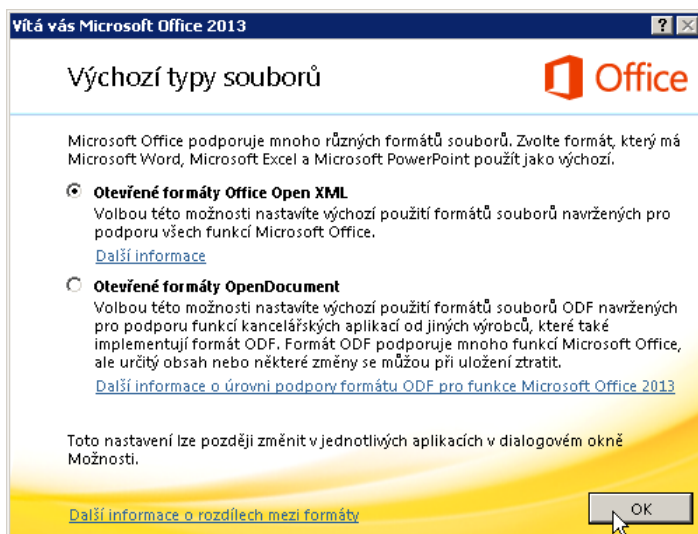 Vítá vás Microsoft Office 2013
?
Výchozí typy souborů
Office
Microsoft Office podporuje mnoho různých formátů souborů. Zvolte formát, který má
Microsoft Word, Microsoft Excel a Microsoft PowerPoint použít jako výchozí.
Otevřené formáty Office Open XML
Volbou této možnosti nastavíte výchozí použití formátů souborů navržených pro
podporu všech funkcí Microsoft Office.
Další informace
Otevřené formáty OpenDocument
Volbou této možnosti nastavíte výchozí použití formátů souborů ODF navržených
pro podporu funkcí kancelářských aplikací od jiných výrobců, které také
implementují formát ODF. Formát ODF podporuje mnoho funkcí Microsoft Office,
ale určitý obsah nebo některé změny se můžou při uložení ztratit.
Další informace o úrovni podpory formátu ODF pro funkce Microsoft Office 2013
Toto nastavení lze později změnit v jednotlivých aplikacích v dialogovém okně
Možnosti.
Další informace o rozdílech mezi formáty
OK